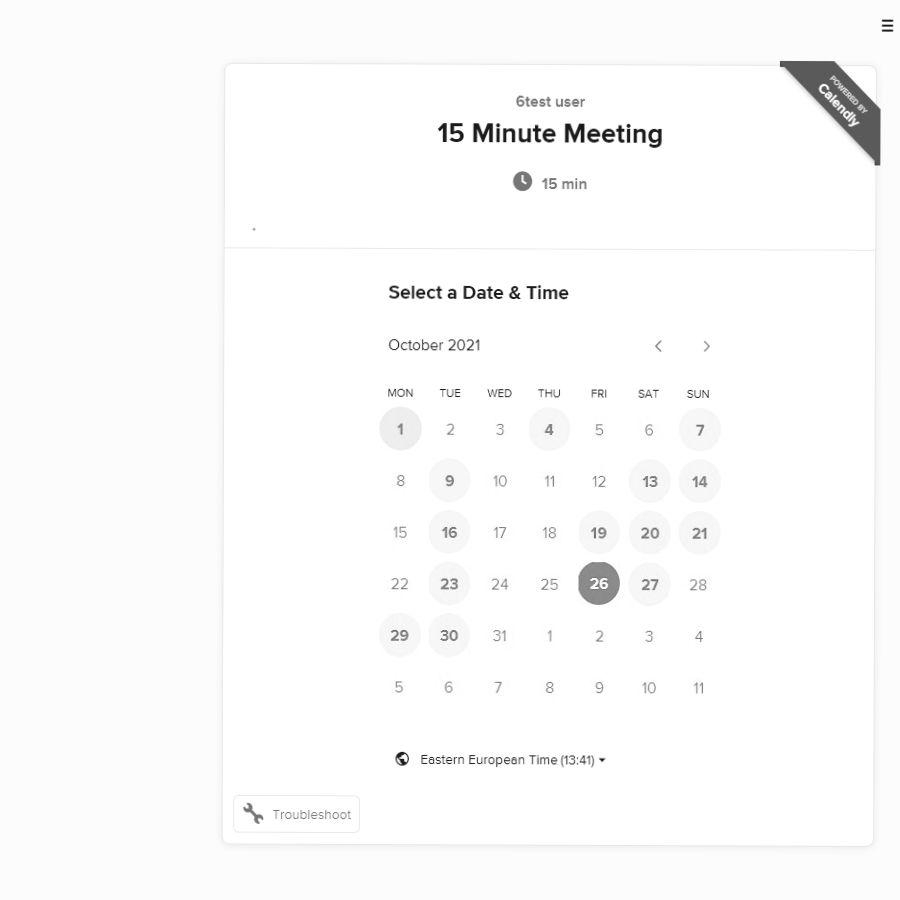 POWERED BY
Calendly
6test user
15 Minute Meeting
15 min
Select a Date & Time
October 2021
MON TUE WED THU FRI SAT SUN
1 2 3 4 5 6 7
8 9 10 11 12 13 14
15 16 17 18 19 20 21
22 23 24 25 26 27 28
29 30 31 1 2 3 4
5 6 7 8 9 10 11
Eastern European Time (13:41)
Troubleshoot